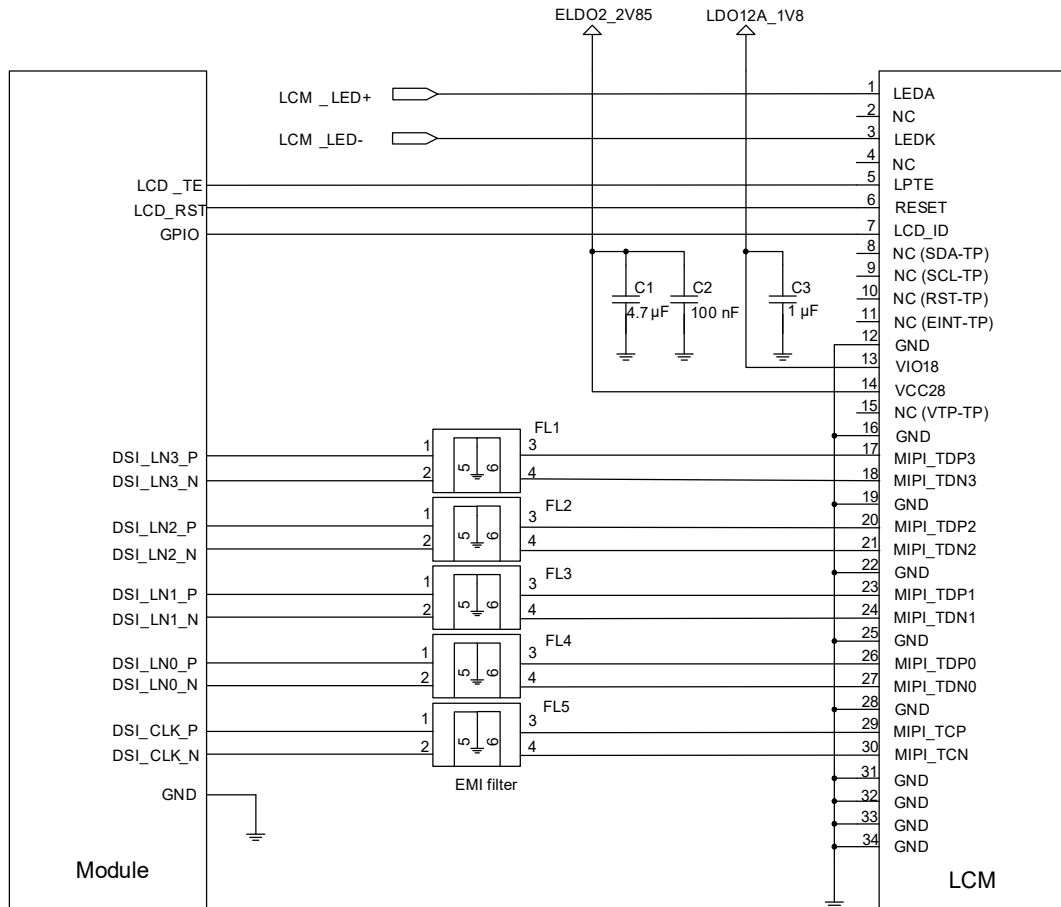 ELDO2_2V85 LDO12A_1V8
LCM _LED+ 1 LEDA
2 NC
LCM _LED- 3 LEDK
4 NC
LCD _TE 5 LPTE
LCD_RST 6 RESET
GPIO 7 LCD_ID
8 NC (SDA-TP)
9 NC (SCL-TP)
C1 C2 C3 10 NC (RST-TP)
4.7 µF 100 nF 1 µF 11 NC (EINT-TP)
12 GND
13 VIO18
14 VCC28
15 NC (VTP-TP)
FL1 16 GND
DSI_LN3_P 1 5 6 3 17 MIPI_TDP3
DSI_LN3_N 2 4 18 MIPI_TDN3
FL2 19 GND
DSI_LN2_P 1 5 6 3 20 MIPI_TDP2
DSI_LN2_N 2 4 21 MIPI_TDN2
FL3 22 GND
DSI_LN1_P 1 5 6 3 23 MIPI_TDP1
DSI_LN1_N 2 4 24 MIPI_TDN1
FL4 25 GND
DSI_LN0_P 1 5 6 3 26 MIPI_TDP0
DSI_LN0_N 2 4 27 MIPI_TDN0
FL5 28 GND
DSI_CLK_P 1 5 6 3 29 MIPI_TCP
DSI_CLK_N 2 4 30 MIPI_TCN
EMI filter 31 GND
GND 32 GND
33 GND
34 GND
Module LCM